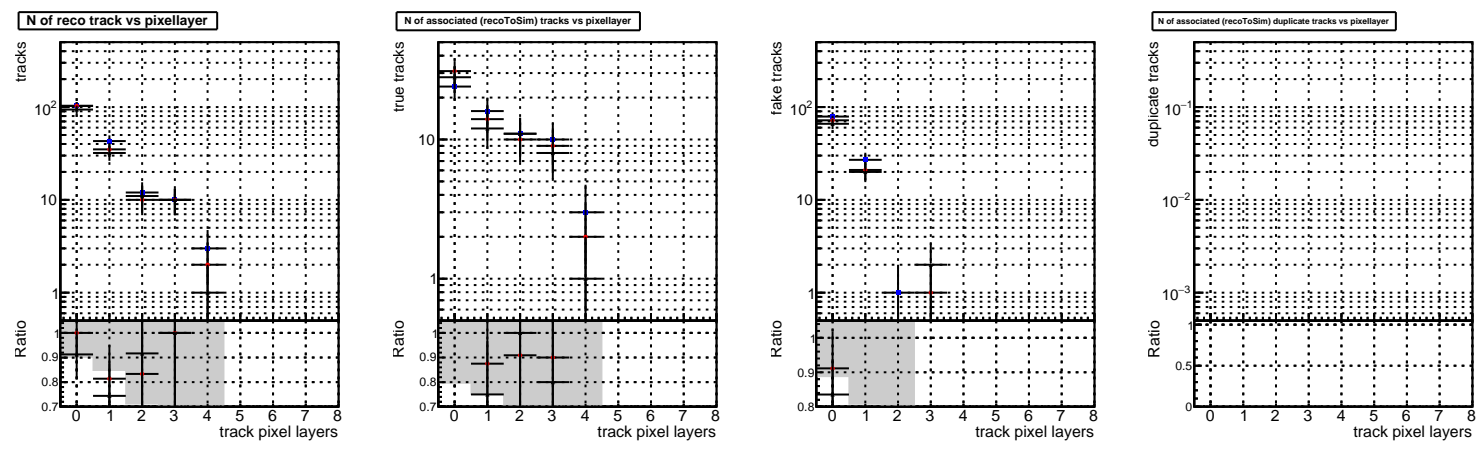 N of reco track vs pixellayer
tracks
10²
10
1
Ratio
1
0.9
0.8
0.7
0 1 2 3 4 5 6 7 8
track pixel layers
N of associated (recoToSim) tracks vs pixellayer
true tracks
10
1
Ratio
1
0.9
0.8
0.7
0 1 2 3 4 5 6 7 8
track pixel layers
fake tracks
10²
10
1
Ratio
1
0.9
0.8
0 1 2 3 4 5 6 7 8
track pixel layers
N of associated (recoToSim) duplicate tracks vs pixellayer
duplicate tracks
10⁻¹
10⁻²
10⁻³
Ratio
1
0.5
0
0 1 2 3 4 5 6 7 8
track pixel layers